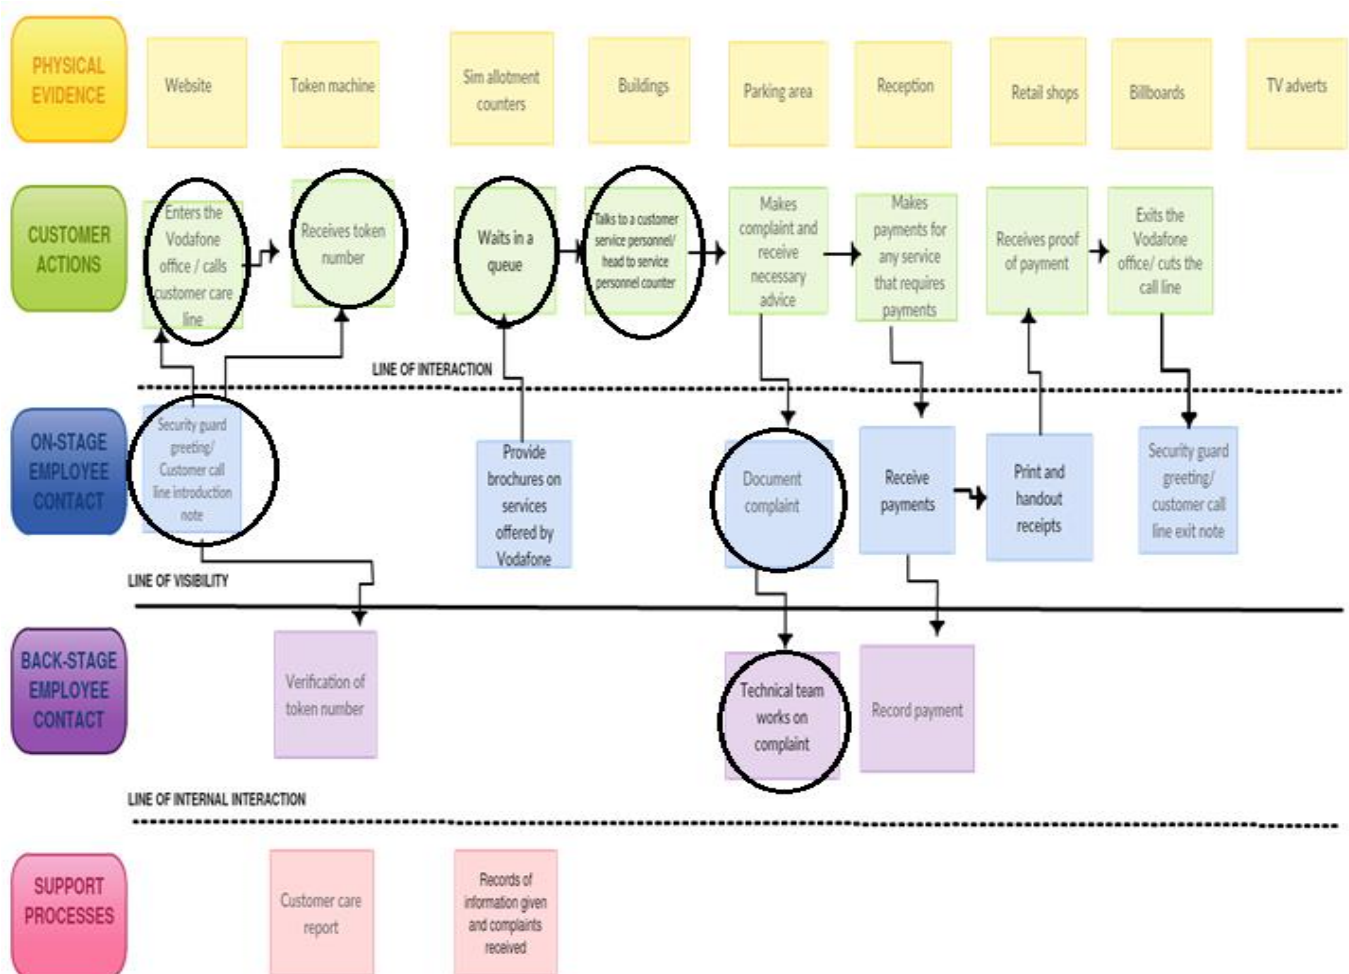 PHYSICAL
EVIDENCE
Website
Token machine
Sim allotment
counters
Buildings
Parking area
Reception
Retail shops
Billboards
TV adverts
CUSTOMER
ACTIONS
Enters the
Vodafone
office / calls
customer care
line
Receives token
number
Waits in a
queue
Talks to a customer
service personnel/
head to service
personnel counter
Makes
complaint and
receive
necessary
advice
Makes
payments for
any service
that requires
payments
Receives proof
of payment
Exits the
Vodafone
office/ cuts the
call line
LINE OF INTERACTION
ON-STAGE
EMPLOYEE
CONTACT
Security guard
greeting/
Customer call
line introduction
note
Provide
brochures on
services
offered by
Vodafone
Document
complaint
Receive
payments
Print and
handout
receipts
Security guard
greeting/
customer call
line exit note
LINE OF VISIBILITY
BACK-STAGE
EMPLOYEE
CONTACT
Verification of
token number
Technical team
works on
complaint
Record payment
LINE OF INTERNAL INTERACTION
SUPPORT
PROCESSES
Customer care
report
Records of
information given
and complaints
received